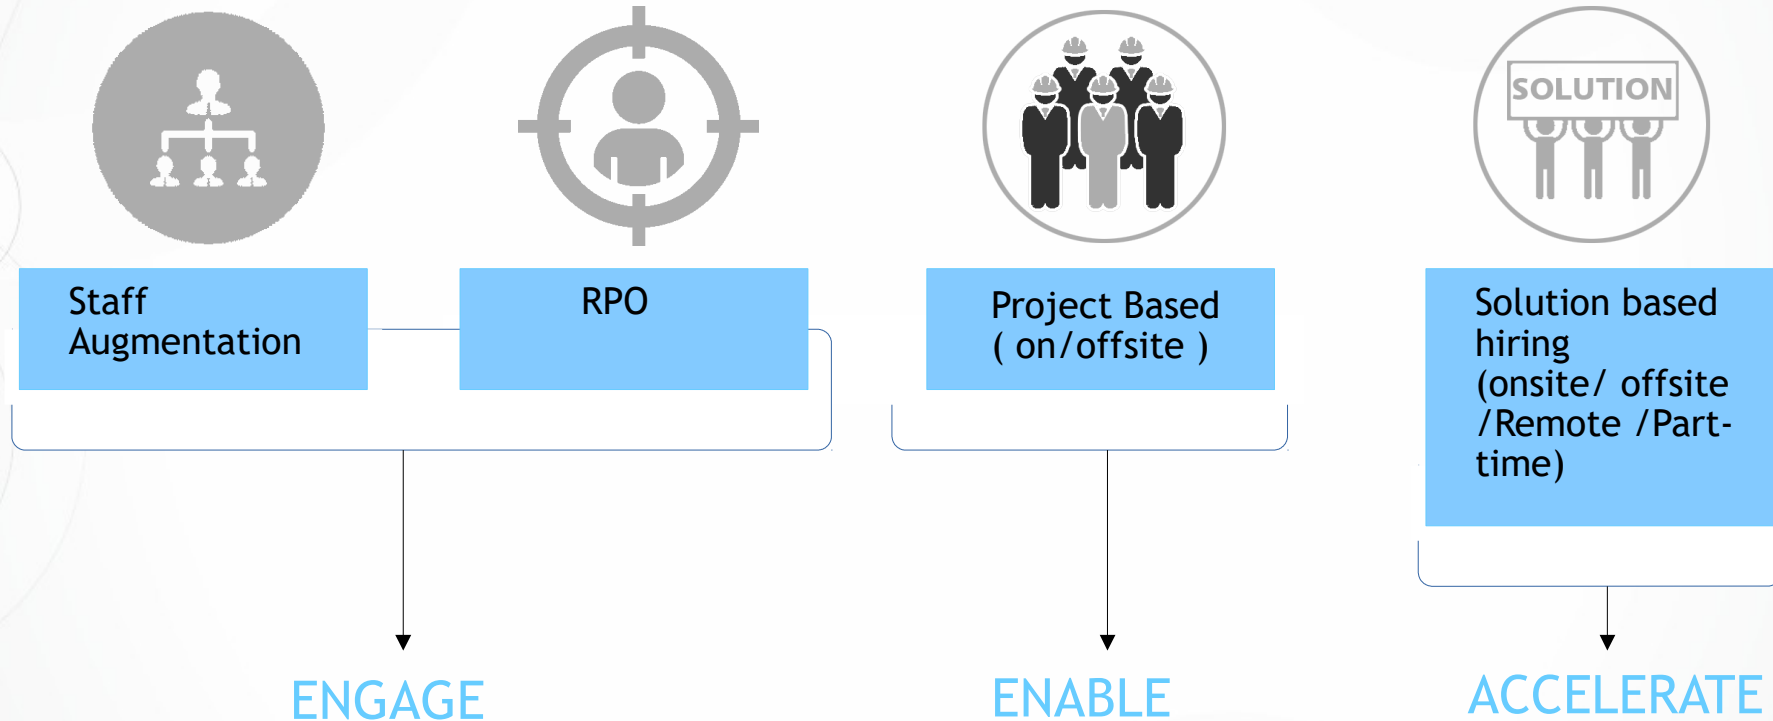 SOLUTION
Staff
Augmentation
RPO
Project Based
( on/offsite )
Solution based
hiring
(onsite/ offsite
/Remote /Part-
time)
ENGAGE
ENABLE
ACCELERATE